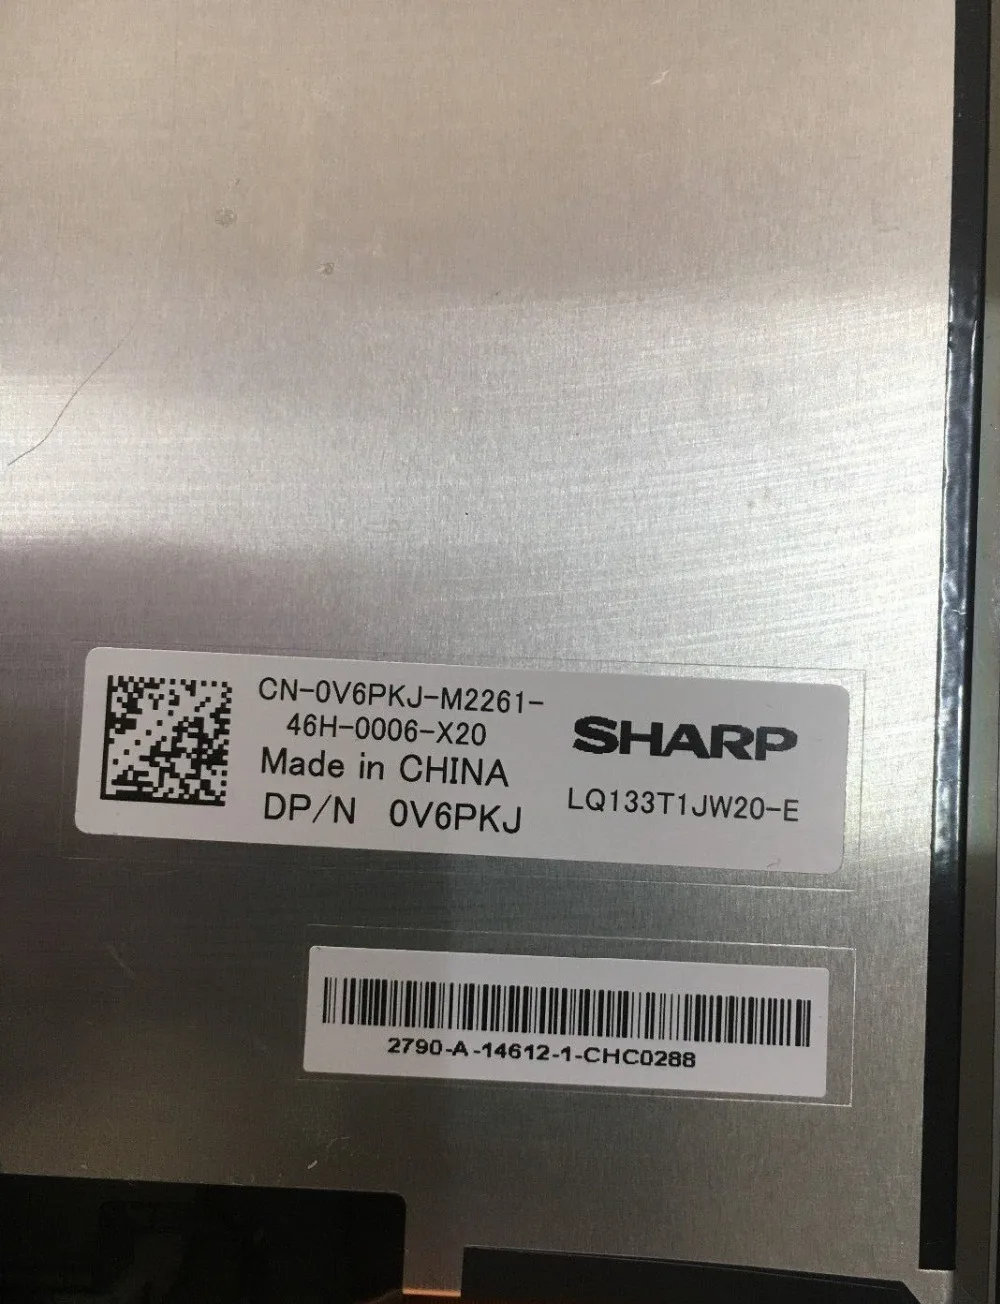 CN-0V6PKJ-M2261-
46H-0006-X20
Made in CHINA
DP/N 0V6PKJ
SHARP
LQ133T1JW20-E
2790-A-14612-1-CHC0288